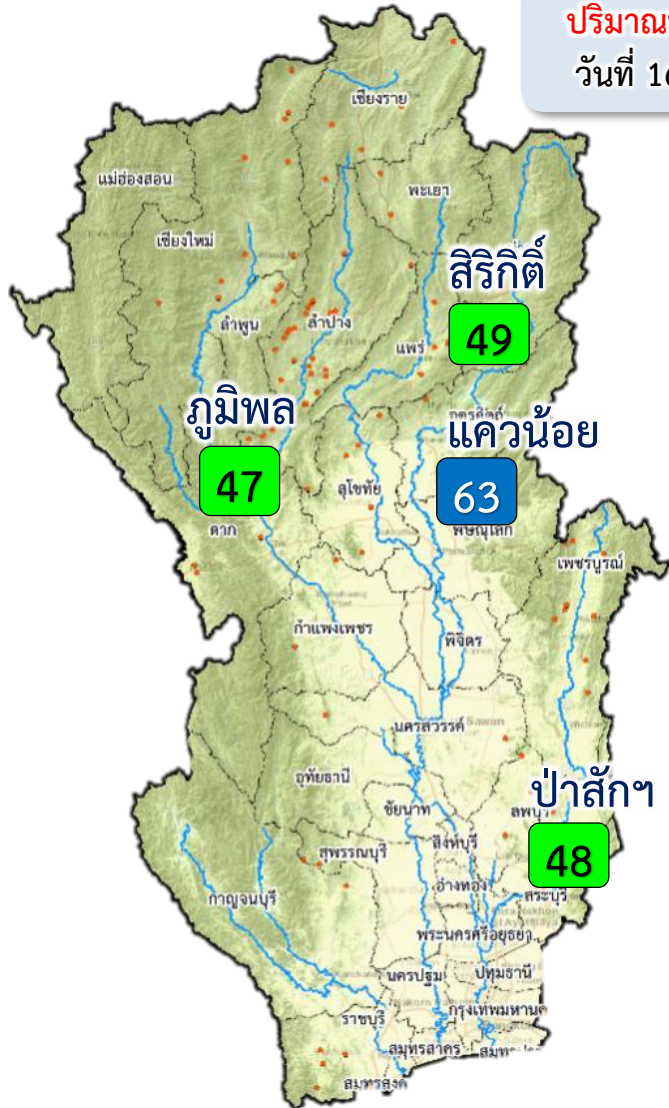 ปริมาณ
วันที่ 16
เชียงราย
แม่ฮ่องสอน
พะเยา
เชียงใหม่
สิริกิติ์
49
ลำพูน
ลำปาง
แพร่
ภูมิพล
47
อุตรดิตถ์
แควน้อย
63
สุโขทัย
ตาก
พิษณุโลก
เพชรบูรณ์
กำแพงเพชร
พิจิตร
นครสวรรค์
อุทัยธานี
ป่าสักฯ
48
ชัยนาท
ลพบุรี
สิงห์บุรี
สุพรรณบุรี
อ่างทอง
กาญจนบุรี
สระบุรี
พระนครศรีอยุธยา
นครปฐม
ปทุมธานี
กรุงเทพมหานค
ราชบุรี
สมุทรสาคร
สมุทรปร
สมุทรสงค